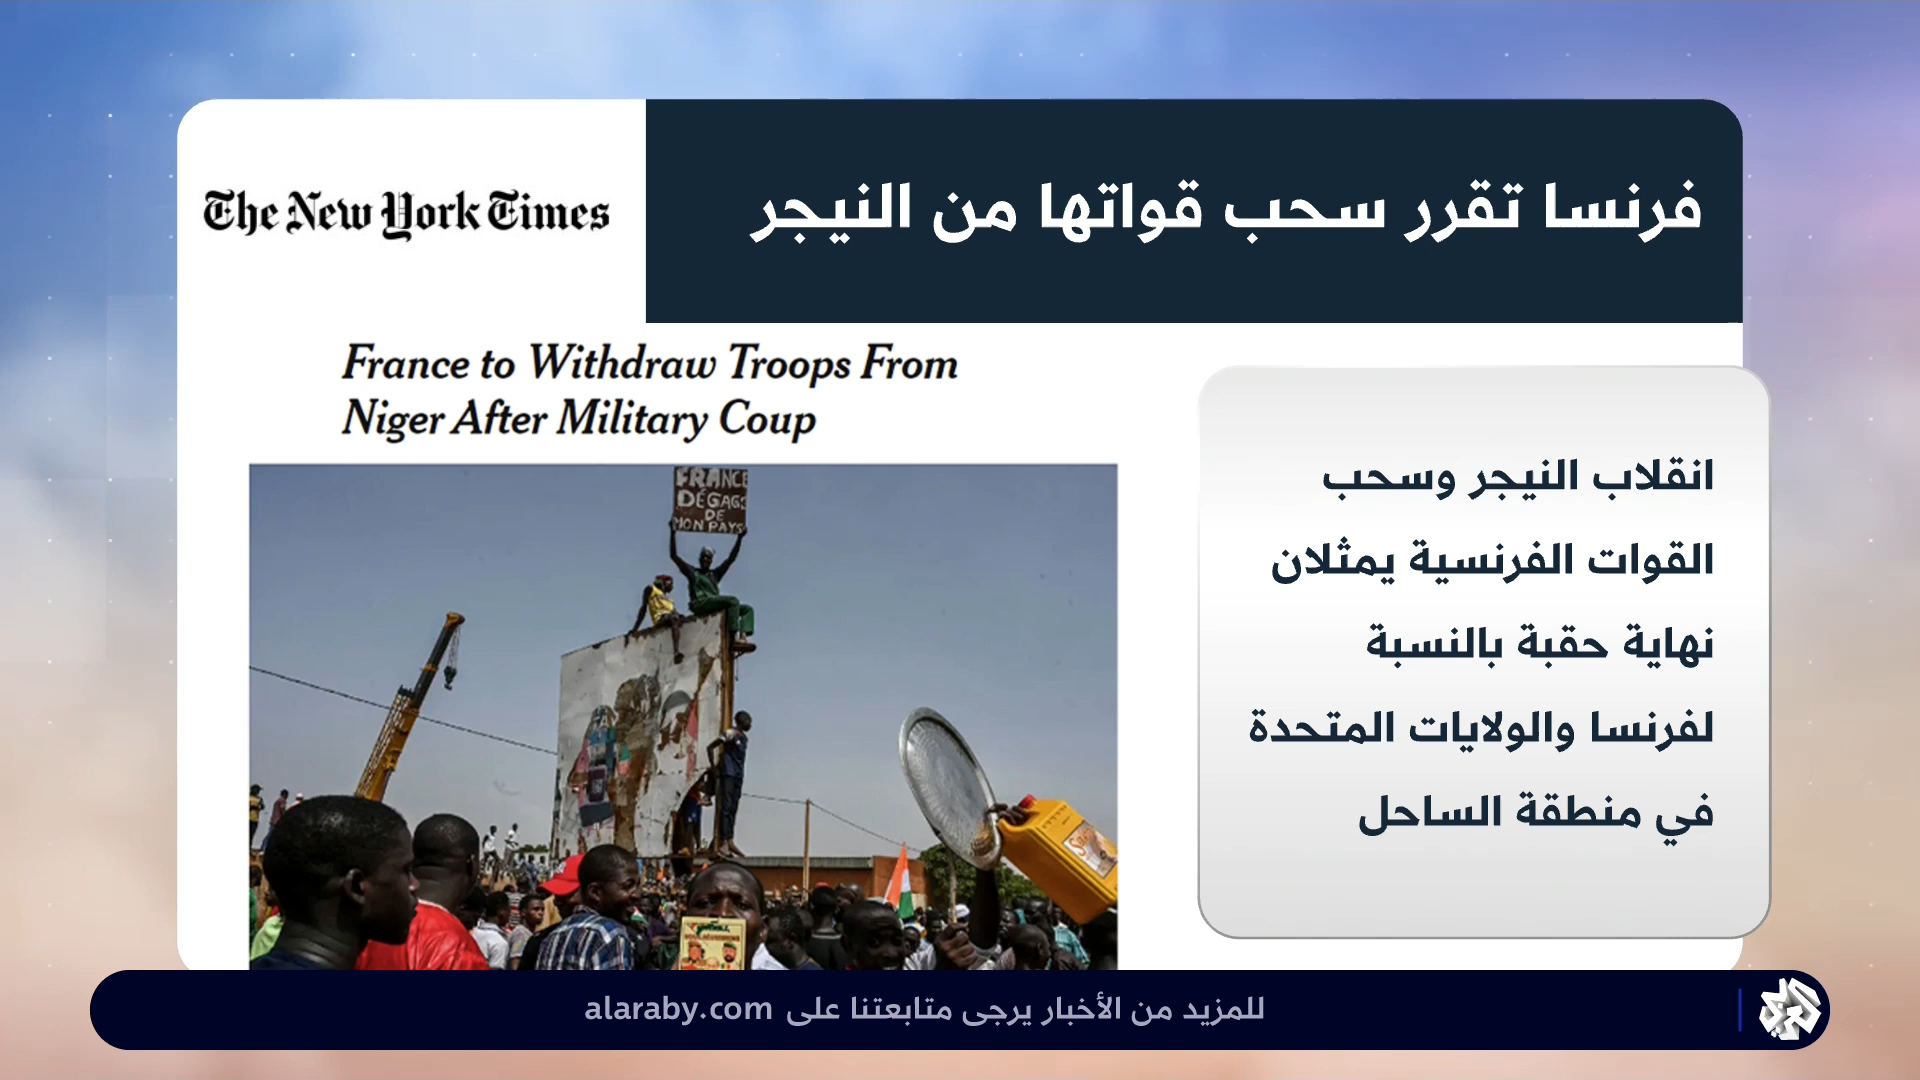 فرنسا تقرر سحب قواتها من النيجر
The New York Times
France to Withdraw Troops From
Niger After Military Coup
FRANCE
DÉGAGE
DE
MON PAYS
انقلاب النيجر وسحب
القوات الفرنسية يمثلان
نهاية حقبة بالنسبة
لفرنسا والولايات المتحدة
في منطقة الساحل
للمزيد من الأخبار يرجى متابعتنا على alaraby.com